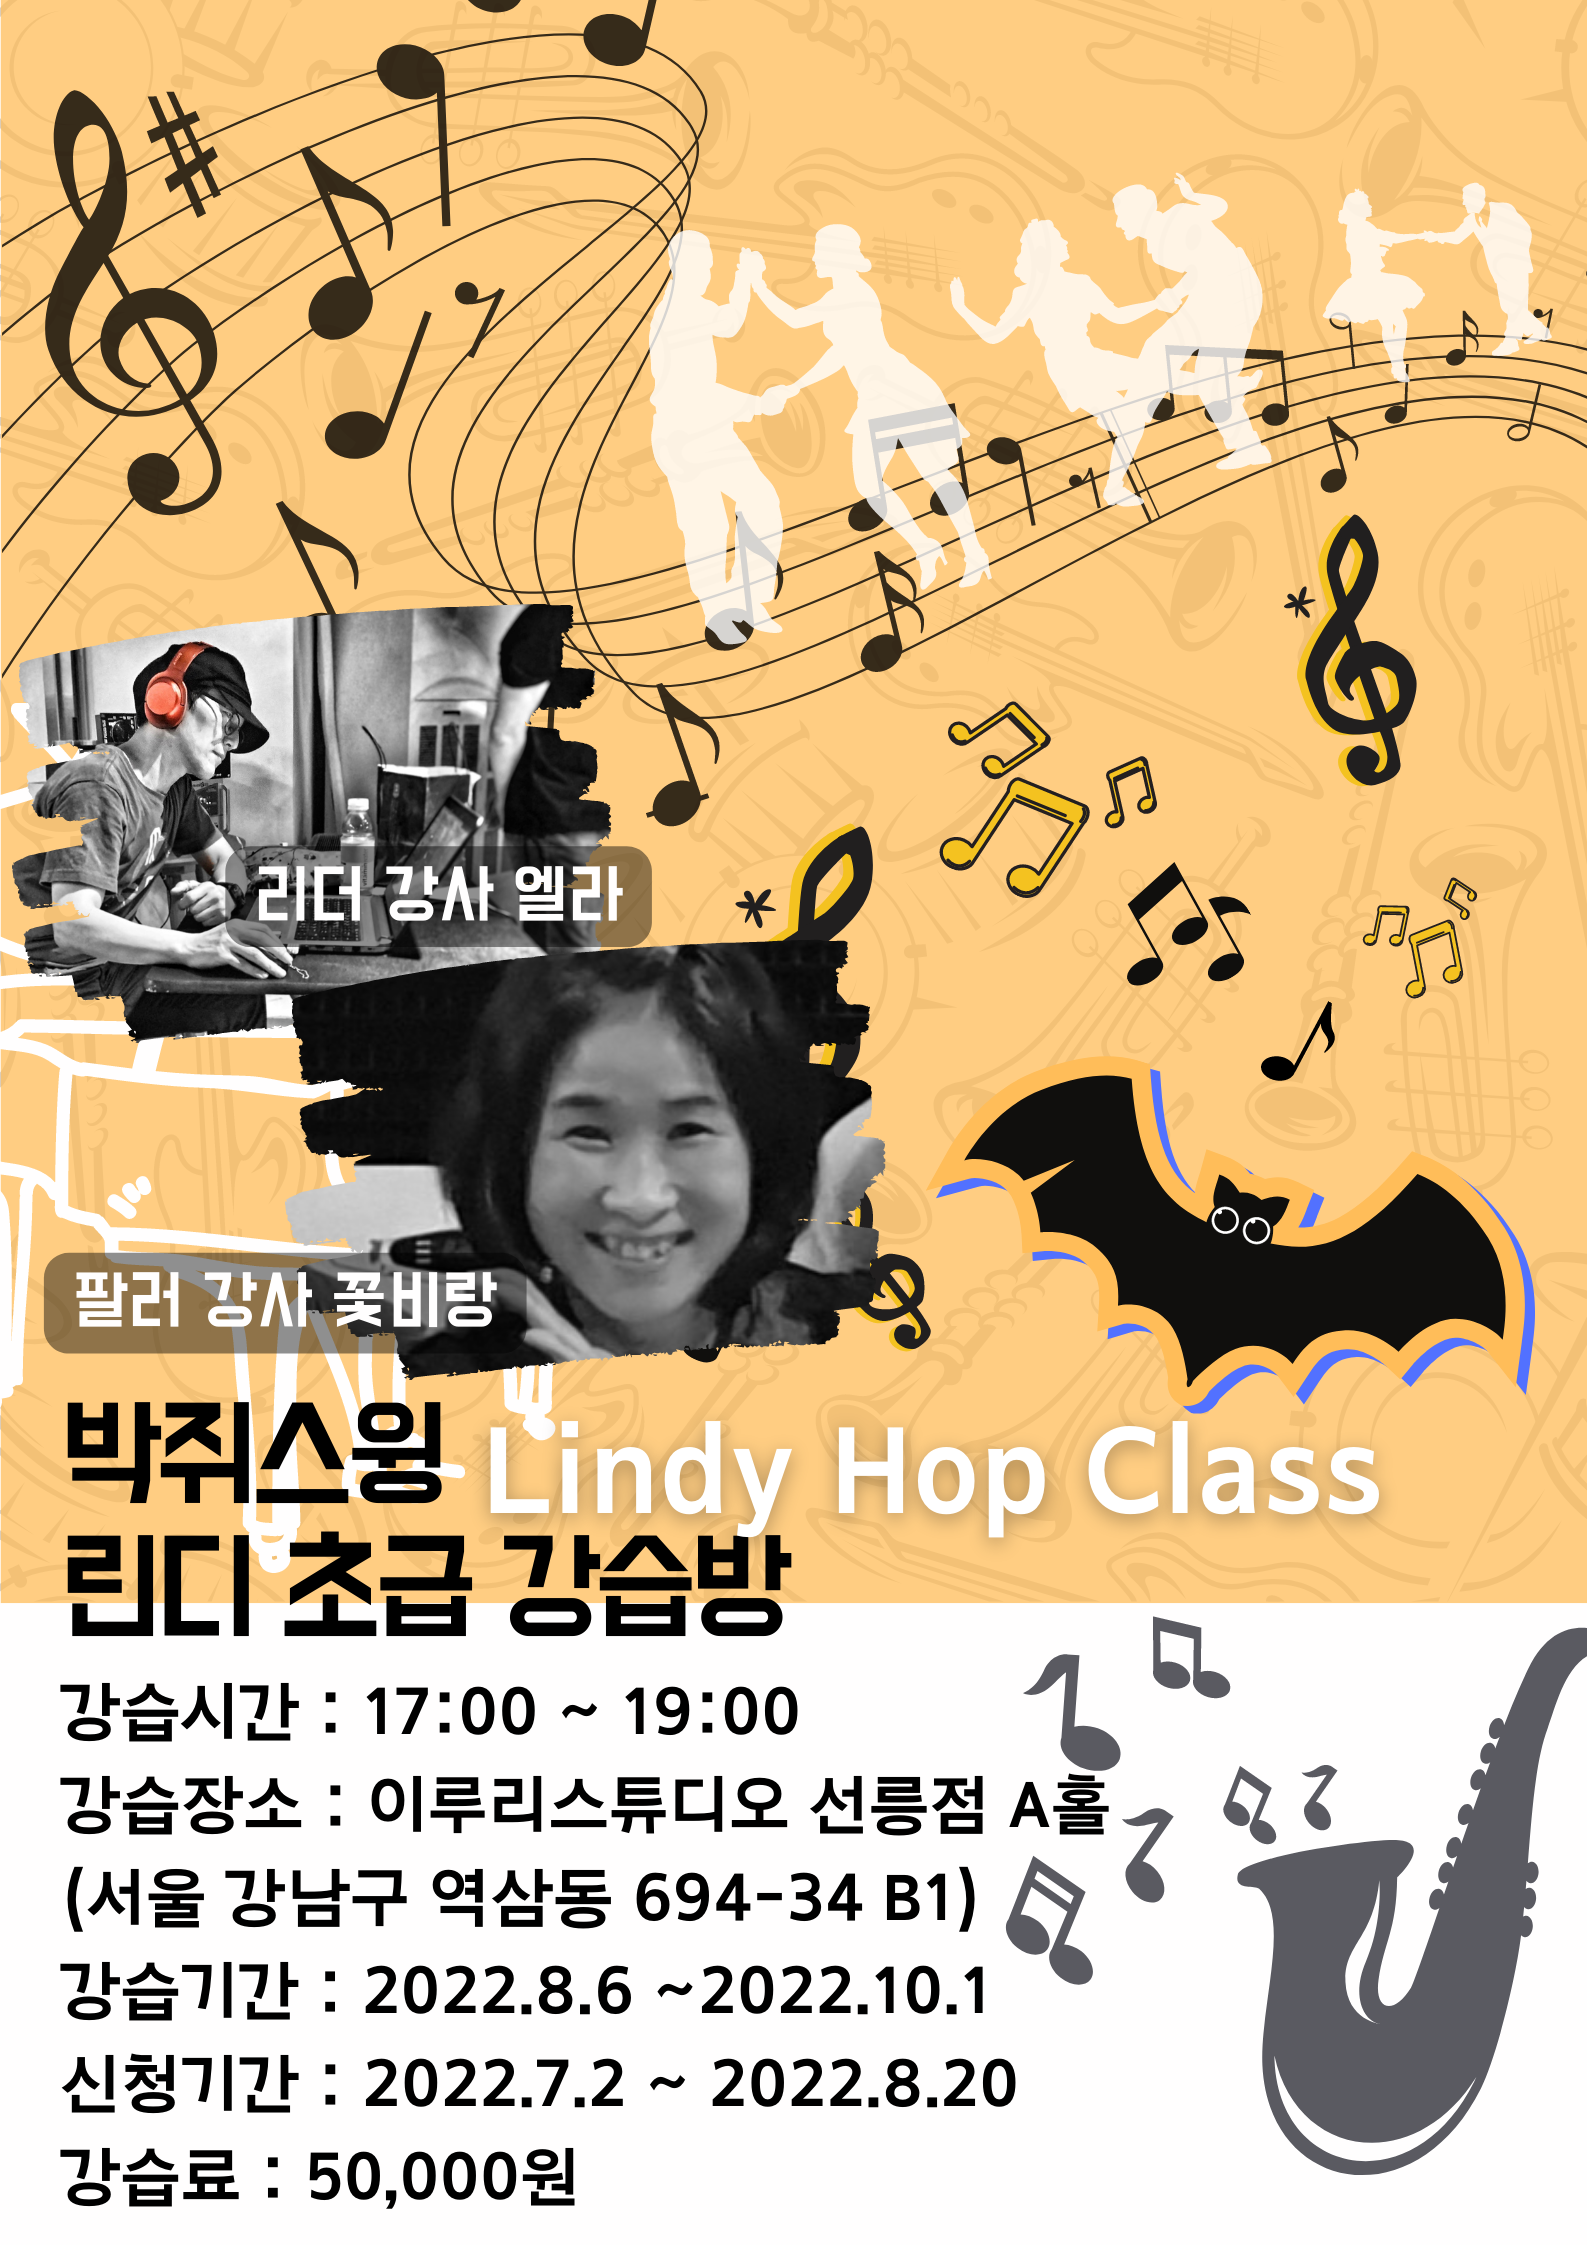 리더 강사 엘라
팔러 강사 꽃비랑
박쥐스윙 Lindy Hop Class
린디 초급 강습방
강습시간 : 17:00 ~ 19:00
강습장소 : 이루리스튜디오 선릉점 A홀
(서울 강남구 역삼동 694-34 B1)
강습기간 : 2022.8.6 ~2022.10.1
신청기간 : 2022.7.2 ~ 2022.8.20
강습료 : 50,000원